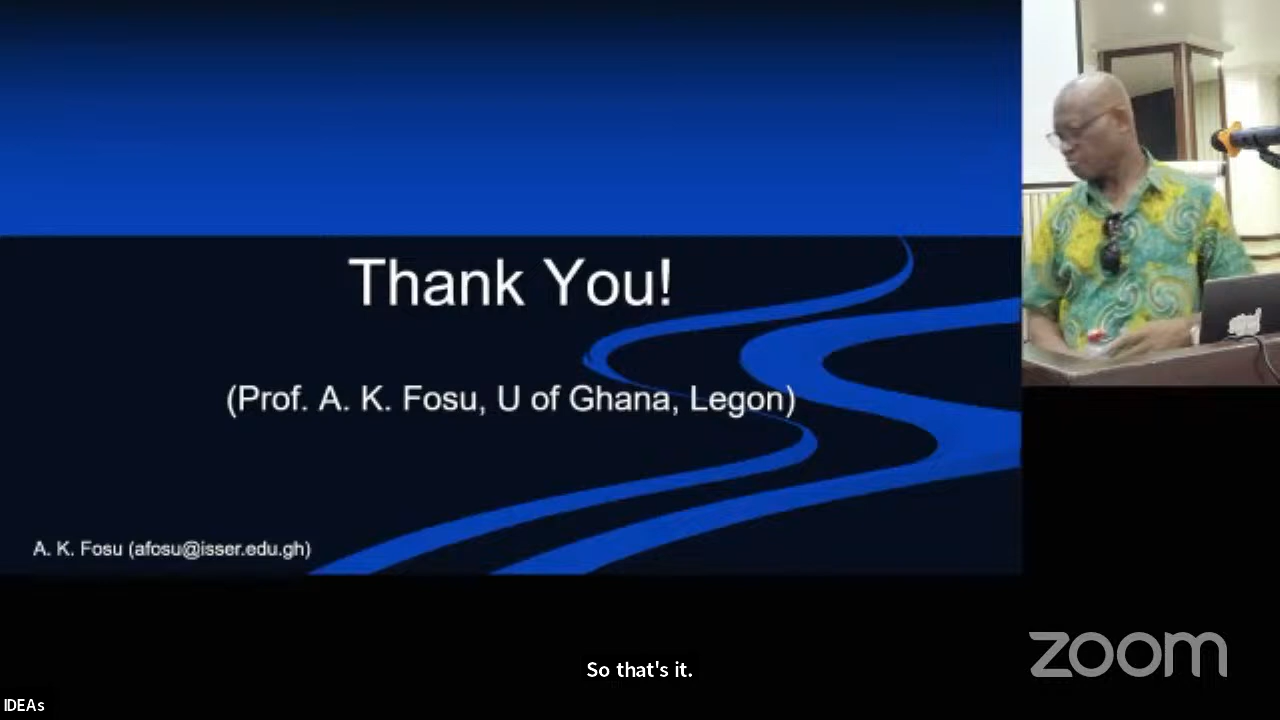 Thank You!
(Prof. A. K. Fosu, U of Ghana, Legon)
A. K. Fosu (afosu@isser.edu.gh)
zoom
So that's it.
IDEAs